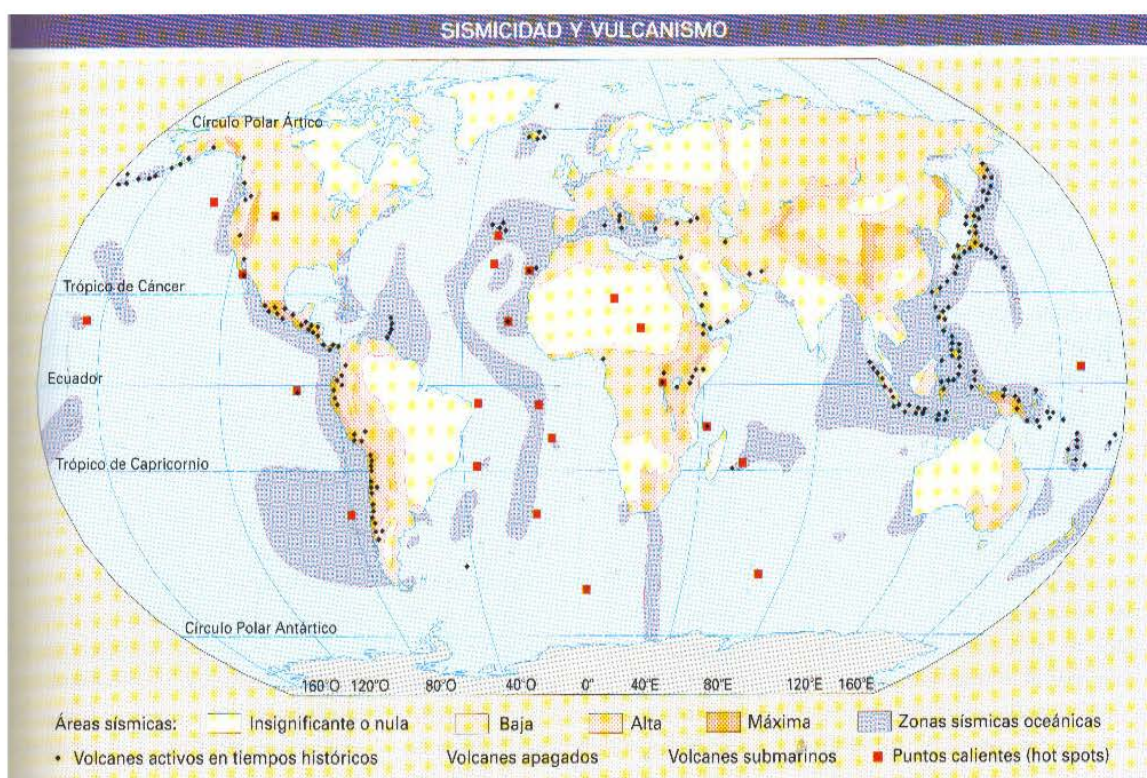 SISMICIDAD Y VULCANISMO
Círculo Polar Ártico
Trópico de Cáncer
Ecuador
Trópico de Capricornio
Círculo Polar Antártico
160°O 120°O 80°O 40°O 0° 40°E 80°E 120°E 160°E
Áreas sísmicas: Insignificante o nula Baja Alta Máxima Zonas sísmicas oceánicas
Volcanes activos en tiempos históricos Volcanes apagados Volcanes submarinos Puntos calientes (hot spots)